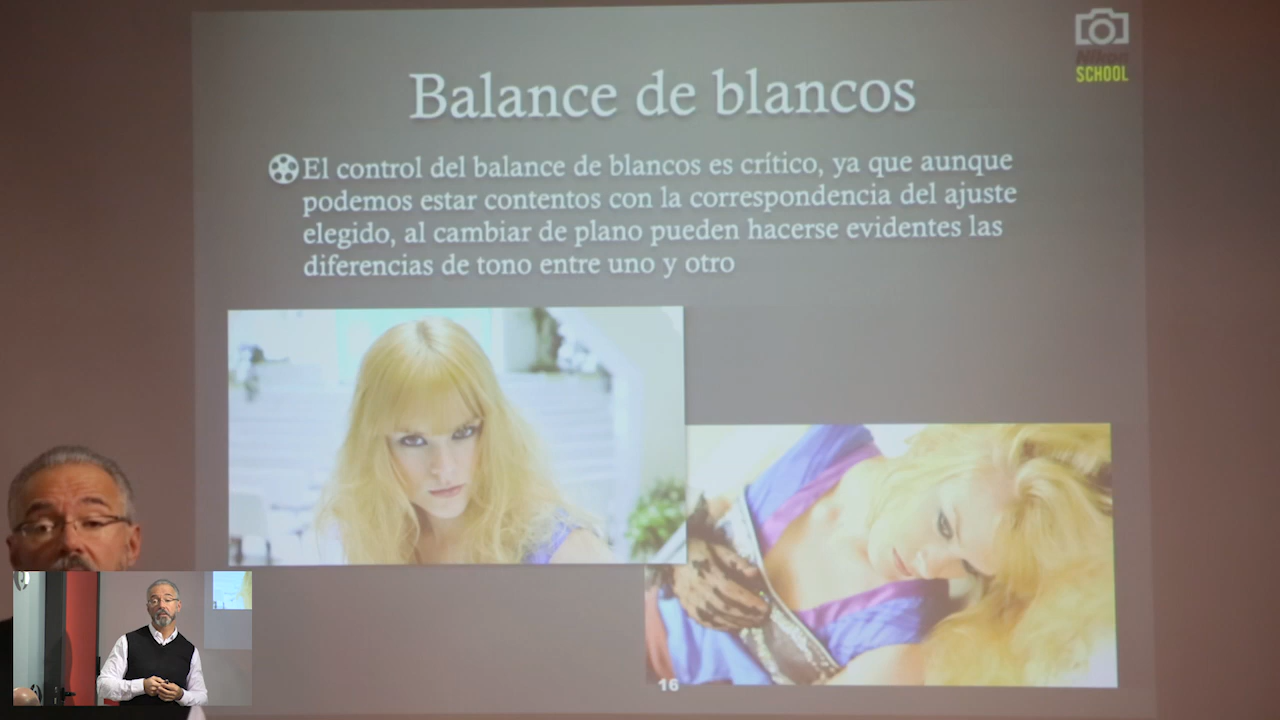 Balance de blancos
SCHOOL
El control del balance de blancos es crítico, ya que aunque
podemos estar contentos con la correspondencia del ajuste
elegido, al cambiar de plano pueden hacerse evidentes las
diferencias de tono entre uno y otro
16